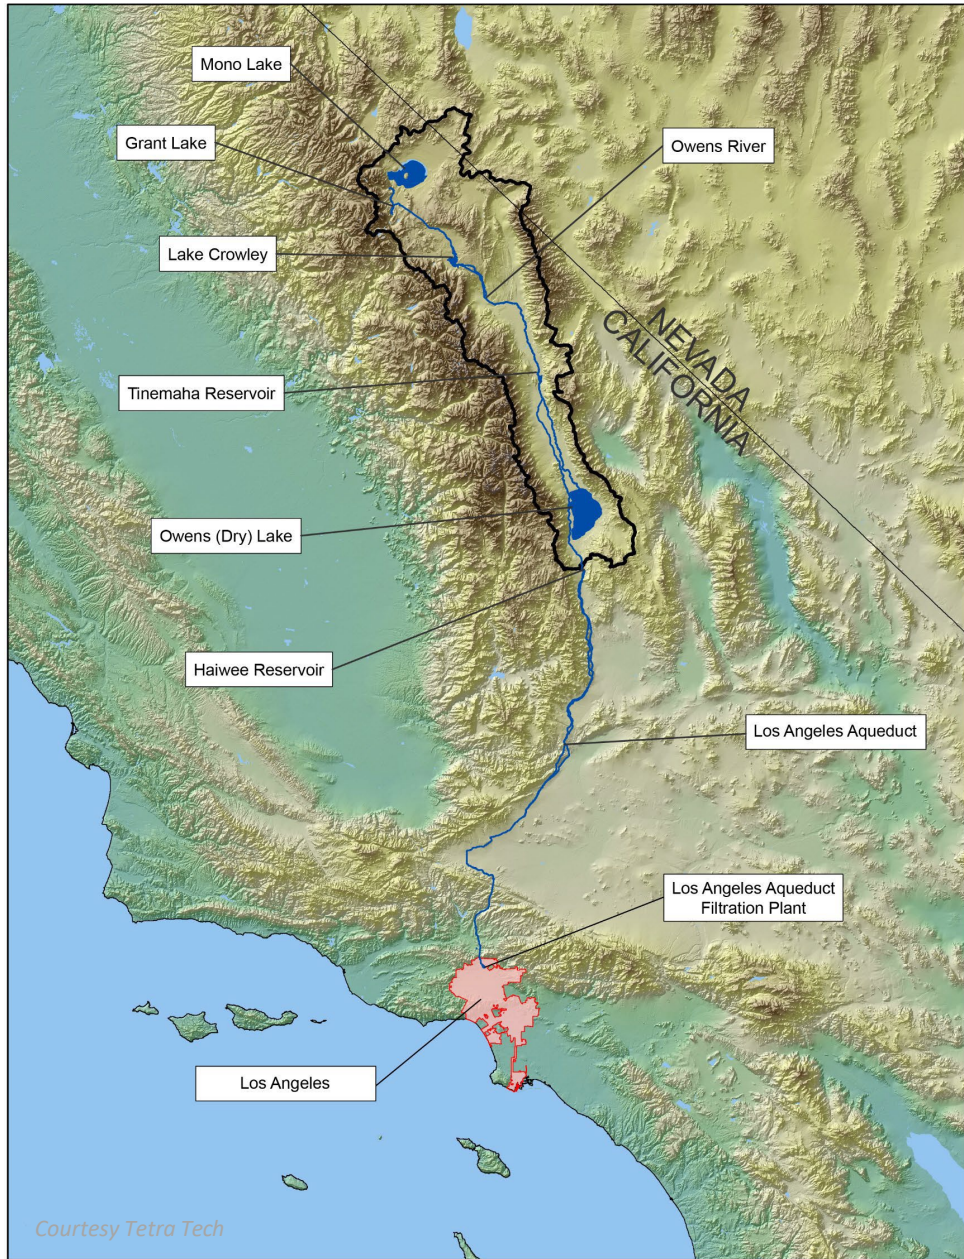 Mono Lake
Grant Lake
Owens River
Lake Crowley
NEVADA
CALIFORNIA
Tinemaha Reservoir
Owens (Dry) Lake
Haiwee Reservoir
Los Angeles Aqueduct
Los Angeles Aqueduct
Filtration Plant
Los Angeles
Courtesy Tetra Tech